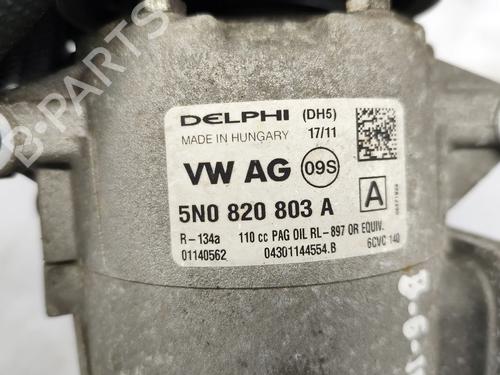 B-PARTS
DELPHI (DH5)
MADE IN HUNGARY 17/11
VW AG 09S
5N0 820 803 A A
R-134a 110 cc PAG OIL RL-897 OR EQUIV.
01140562 04301144554.B 6CVC 140